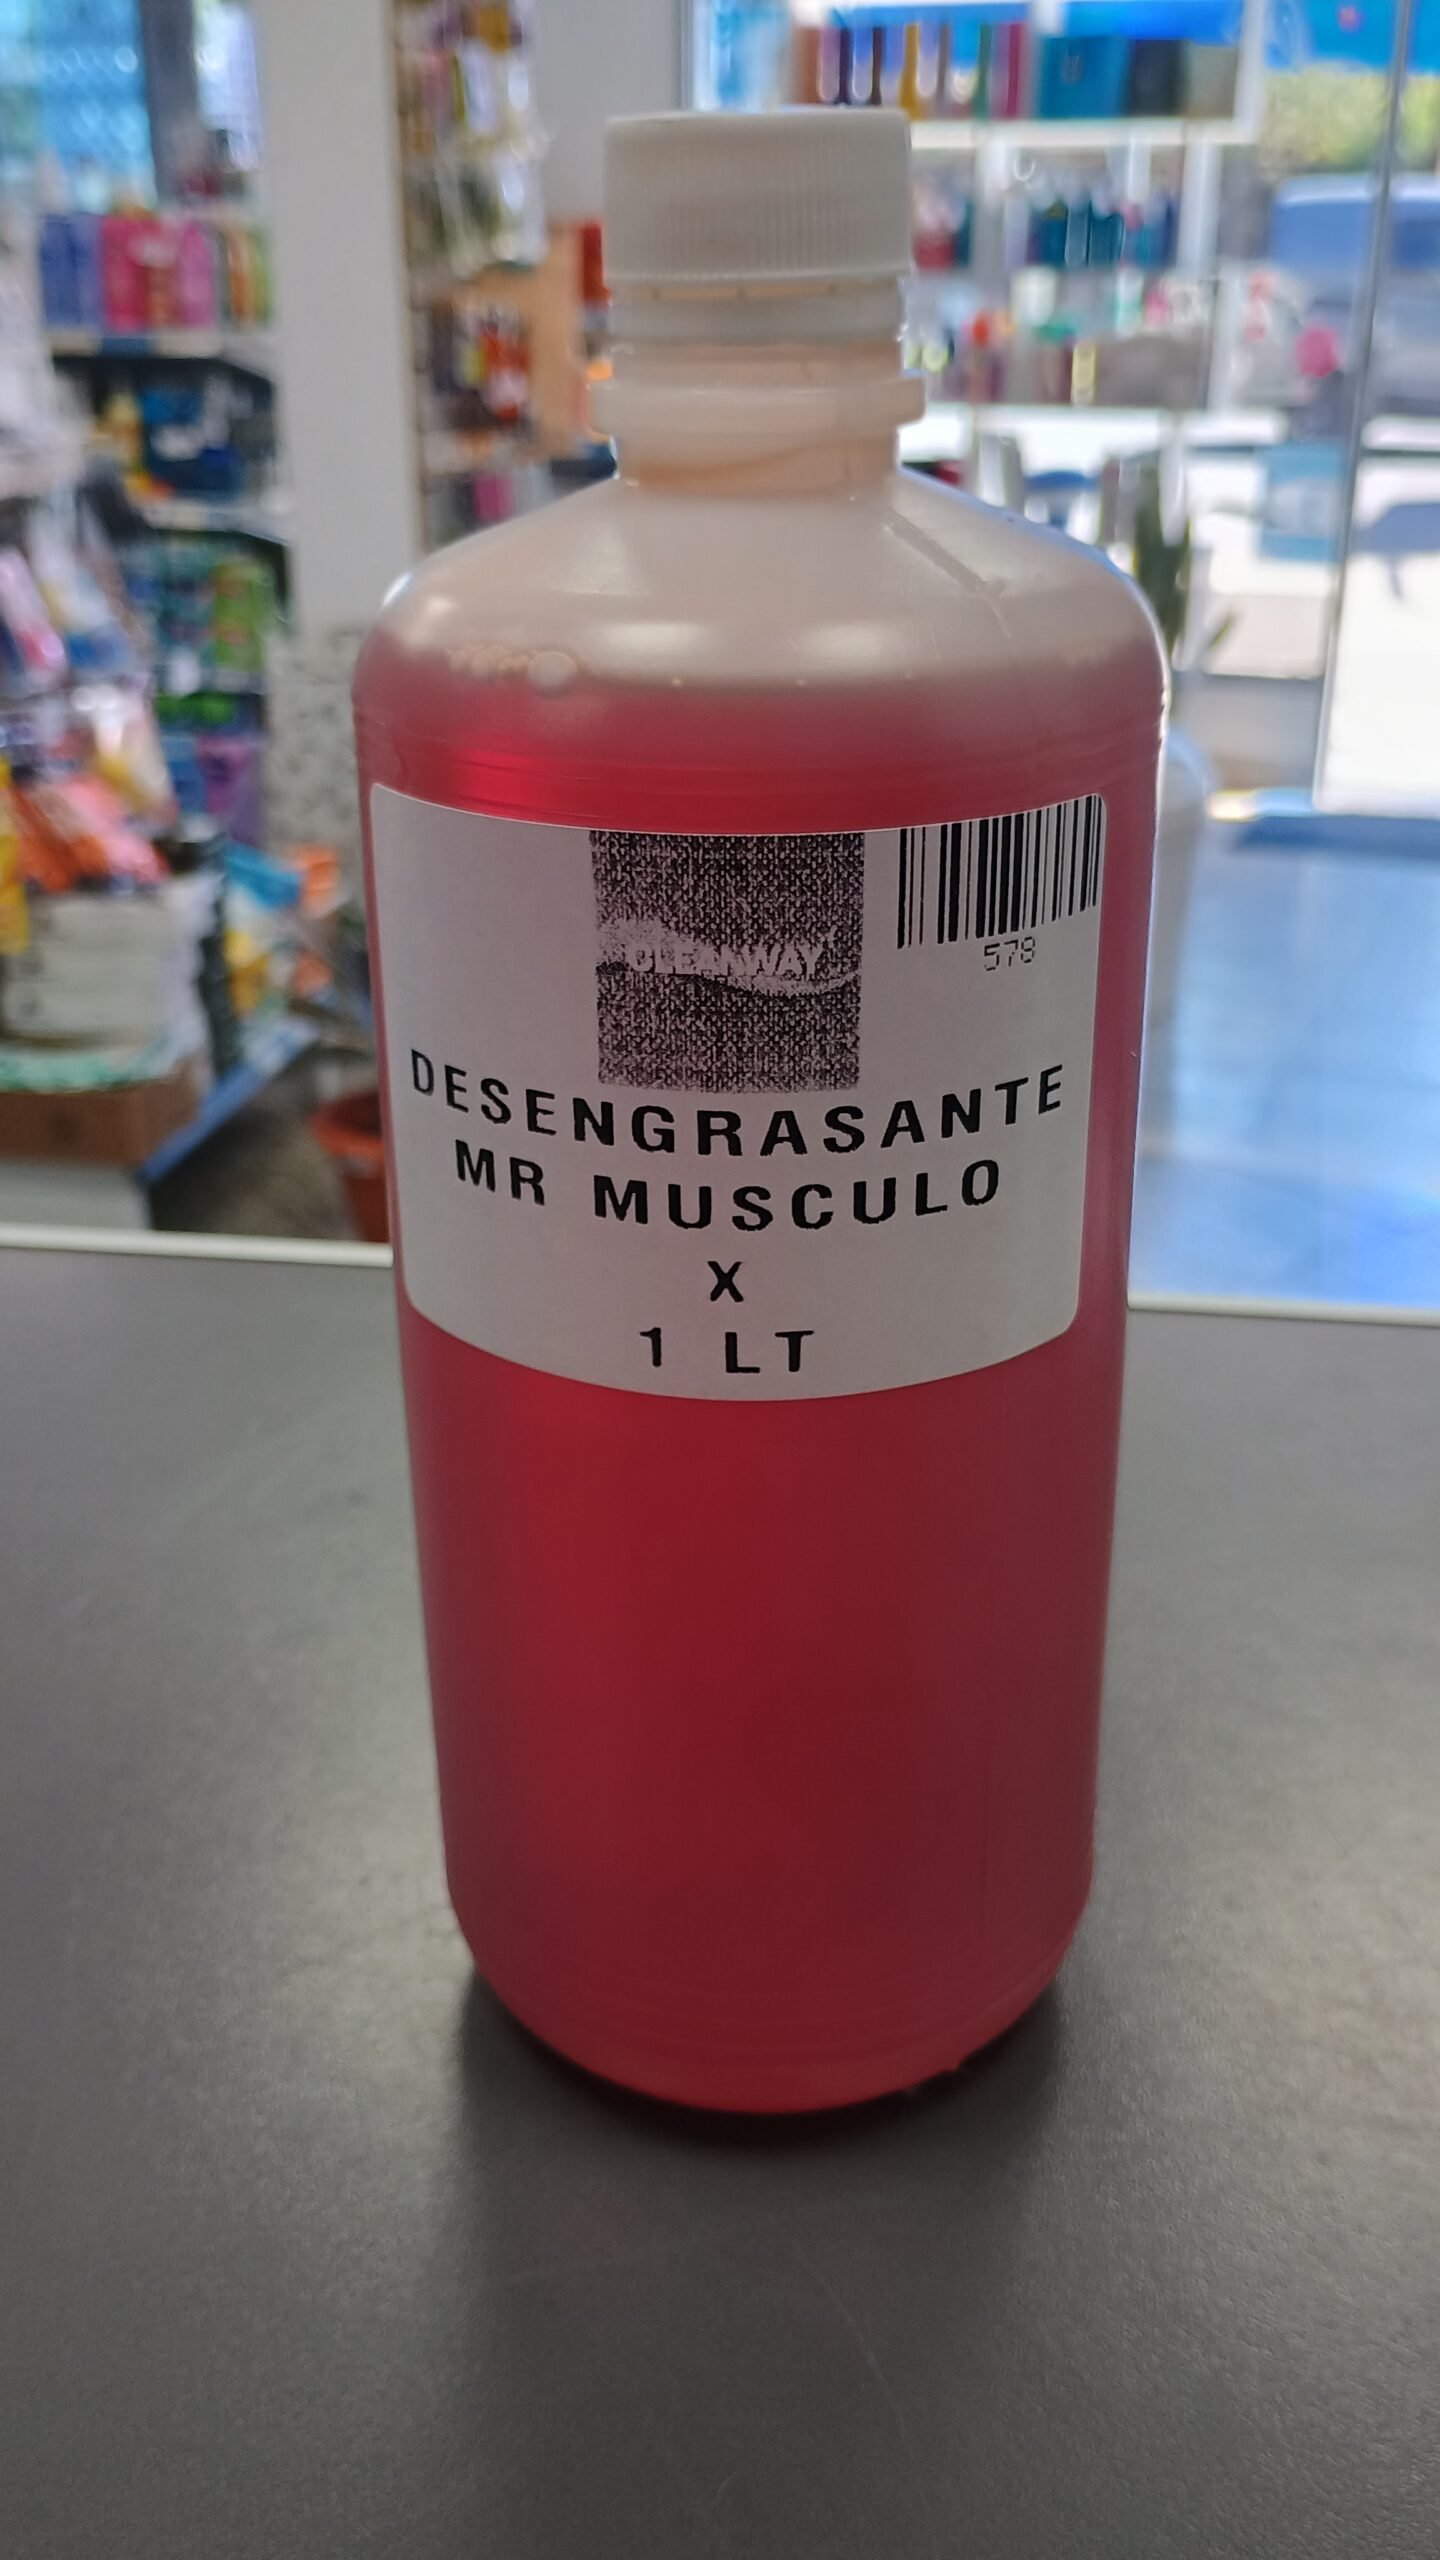 CLEANWAY
578
DESENGRASANTE
MR MUSCULO
X
1 LT